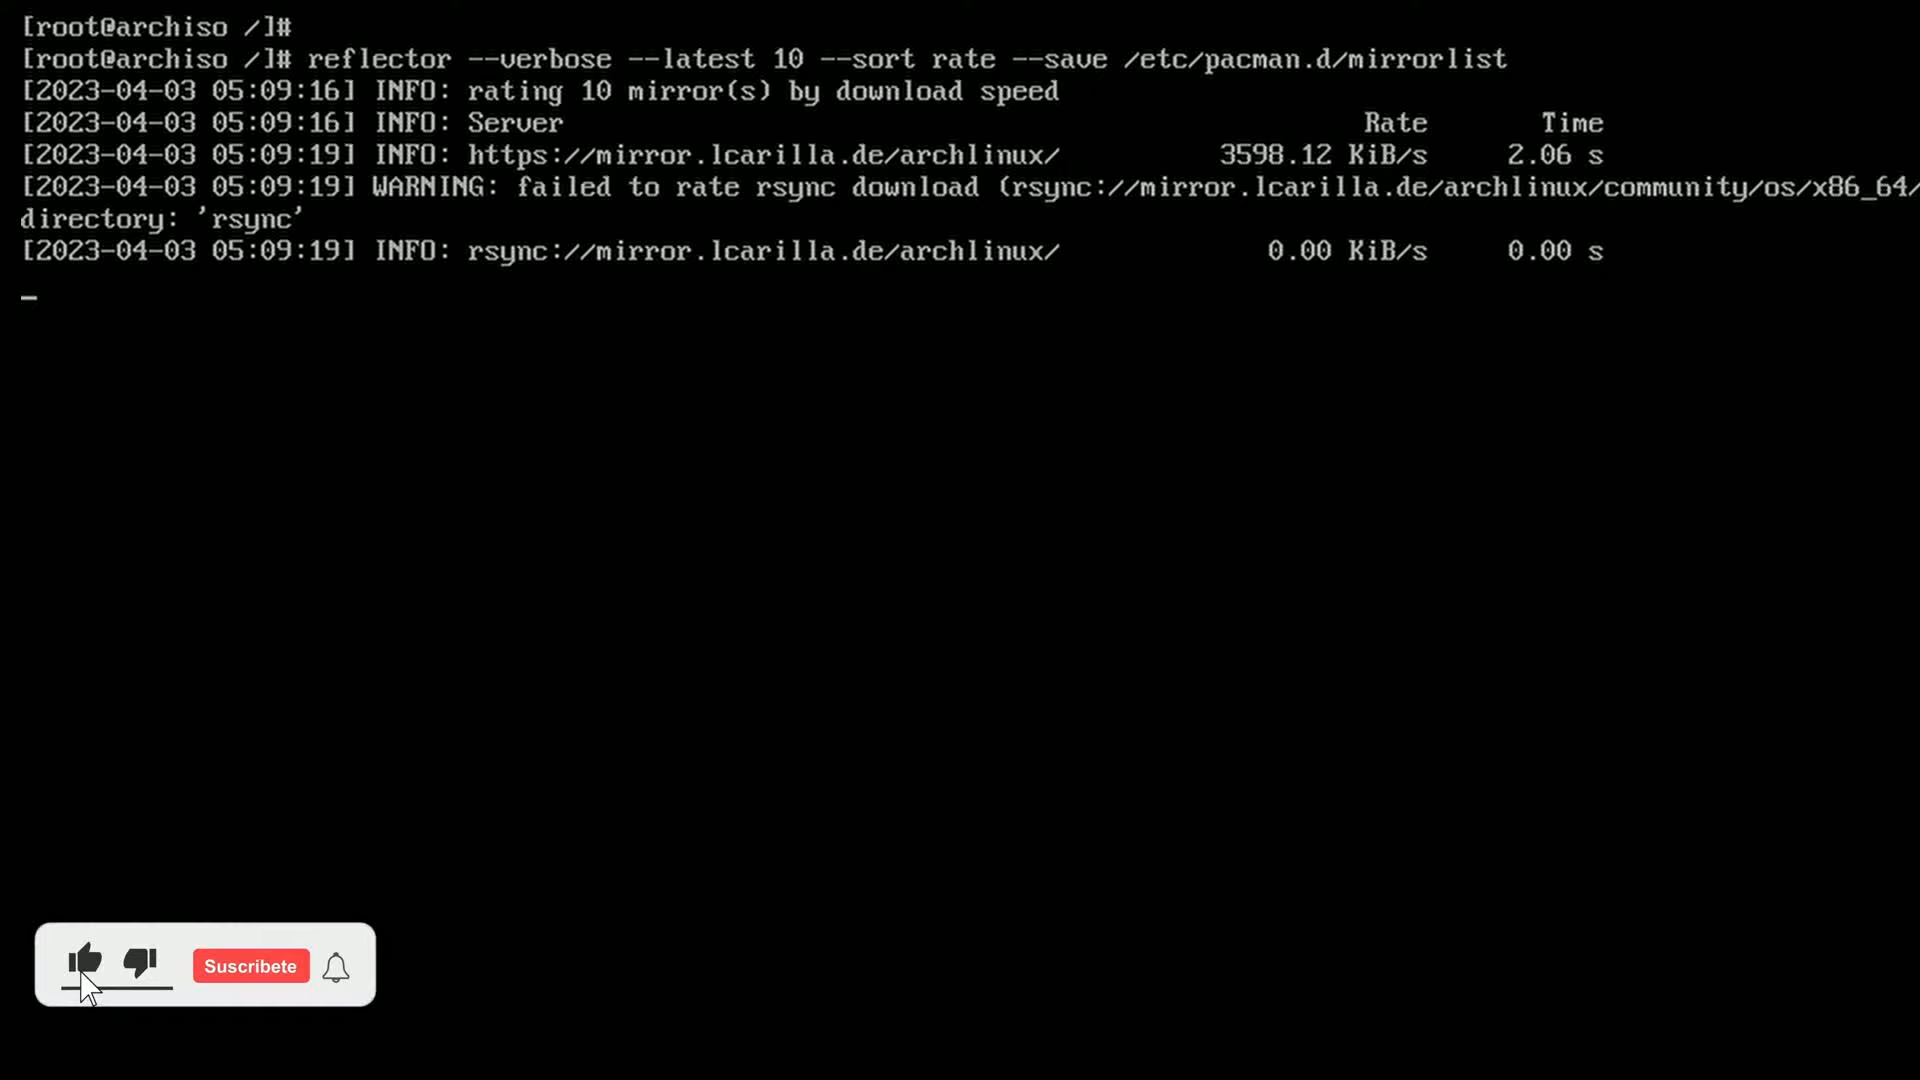 [root@archiso /]#
[root@archiso /]# reflector --verbose --latest 10 --sort rate --save /etc/pacman.d/mirrorlist
[2023-04-03 05:09:16] INFO: rating 10 mirror(s) by download speed
[2023-04-03 05:09:16] INFO: Server Rate Time
[2023-04-03 05:09:19] INFO: https://mirror.lcarilla.de/archlinux/ 3598.12 KiB/s 2.06 s
[2023-04-03 05:09:19] WARNING: failed to rate rsync download (rsync://mirror.lcarilla.de/archlinux/community/os/x86_64/
directory: 'rsync'
[2023-04-03 05:09:19] INFO: rsync://mirror.lcarilla.de/archlinux/ 0.00 KiB/s 0.00 s
Suscribete